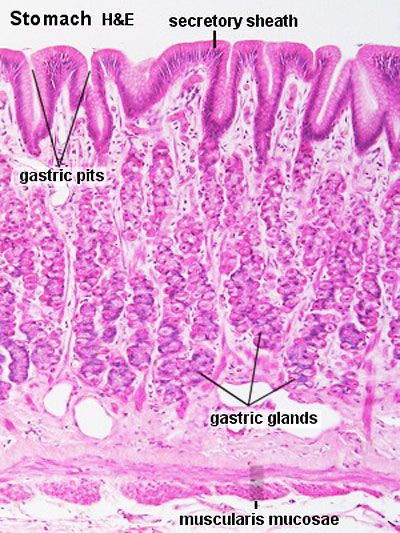 Stomach H&E
secretory sheath
gastric pits
gastric glands
muscularis mucosae